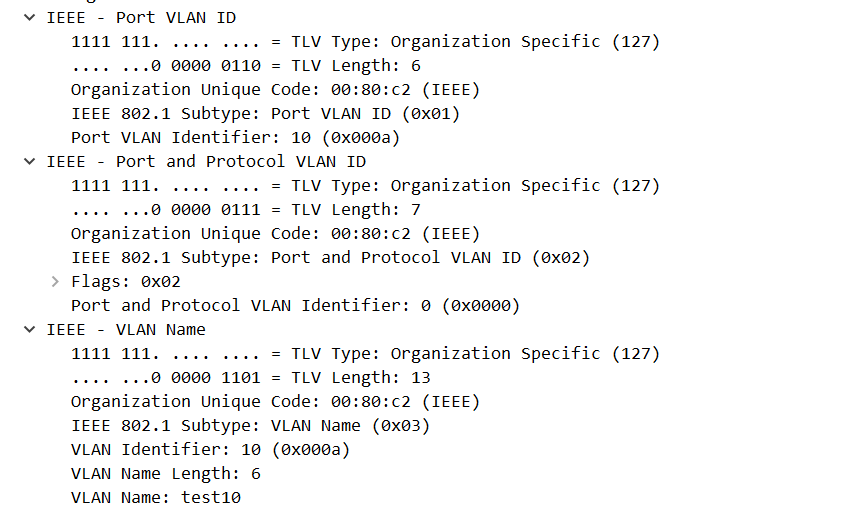 IEEE - Port VLAN ID
1111 111. .... .... = TLV Type: Organization Specific (127)
.... ...0 0000 0110 = TLV Length: 6
Organization Unique Code: 00:80:c2 (IEEE)
IEEE 802.1 Subtype: Port VLAN ID (0x01)
Port VLAN Identifier: 10 (0x000a)
IEEE - Port and Protocol VLAN ID
1111 111. .... .... = TLV Type: Organization Specific (127)
.... ...0 0000 0111 = TLV Length: 7
Organization Unique Code: 00:80:c2 (IEEE)
IEEE 802.1 Subtype: Port and Protocol VLAN ID (0x02)
Flags: 0x02
Port and Protocol VLAN Identifier: 0 (0x0000)
IEEE - VLAN Name
1111 111. .... .... = TLV Type: Organization Specific (127)
.... ...0 0000 1101 = TLV Length: 13
Organization Unique Code: 00:80:c2 (IEEE)
IEEE 802.1 Subtype: VLAN Name (0x03)
VLAN Identifier: 10 (0x000a)
VLAN Name Length: 6
VLAN Name: test10